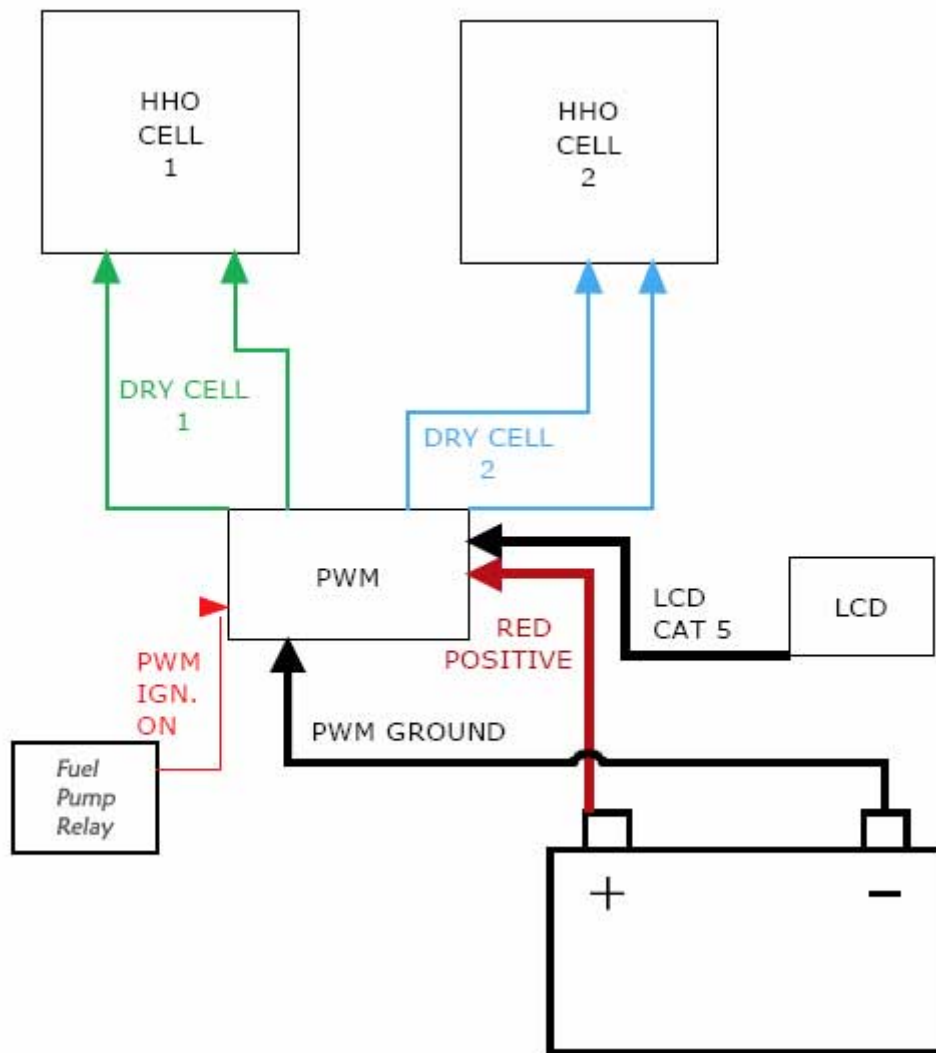 HHO
CELL
1
HHO
CELL
2
DRY CELL
1
DRY CELL
2
PWM
LCD
CAT 5
LCD
RED
POSITIVE
PWM
IGN.
ON
PWM GROUND
Fuel
Pump
Relay
+
-